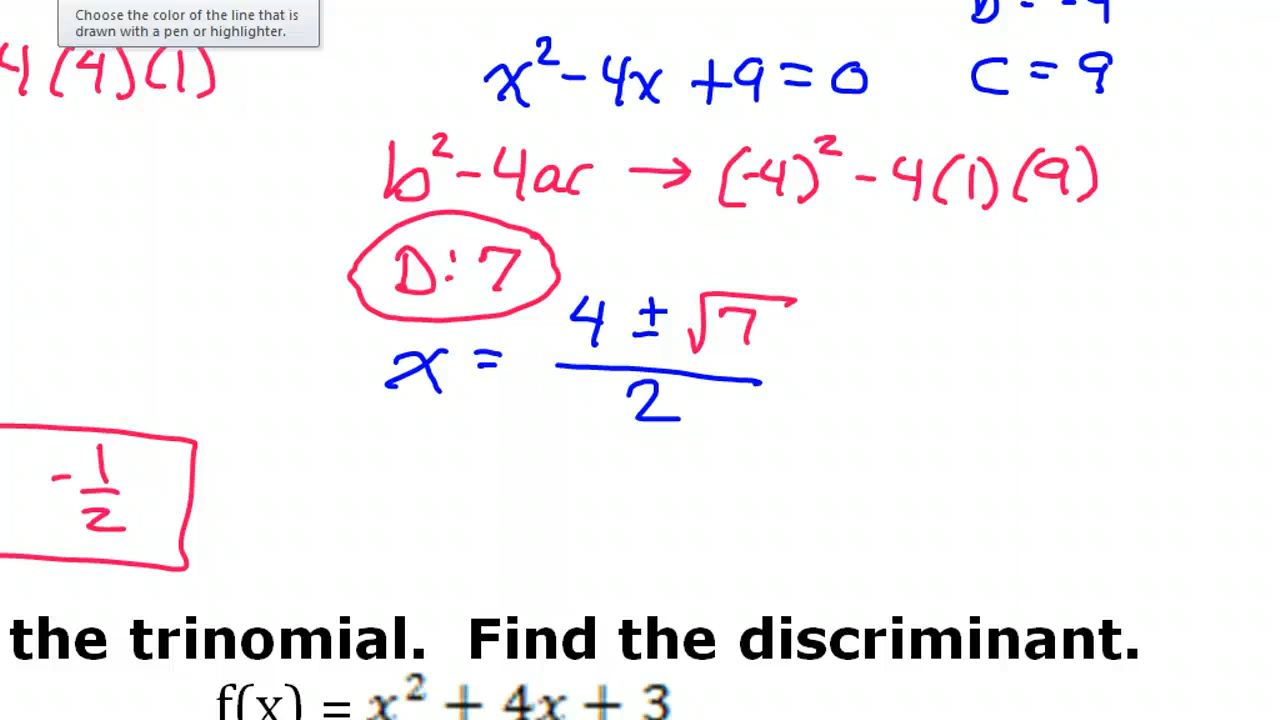 Choose the color of the line that is
drawn with a pen or highlighter.
4(4)(1)
x² - 4x + 9 = 0
c = 9
b² - 4ac → (-4)² - 4(1)(9)
D: 7
x = (4 ± √7)/2
-1/2
the trinomial. Find the discriminant.
f(x) = x² + 4x + 3